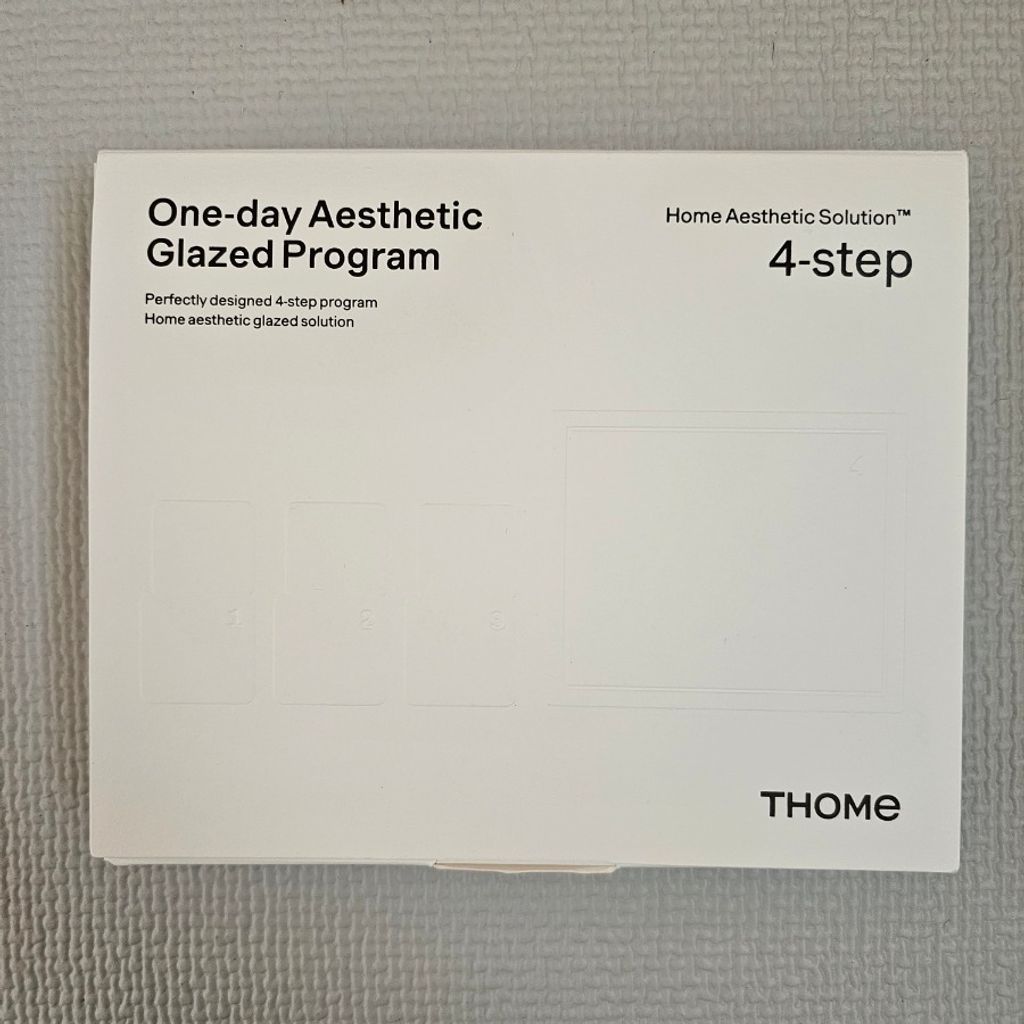 One-day Aesthetic
Glazed Program
Perfectly designed 4-step program
Home aesthetic glazed solution
Home Aesthetic Solution™
4-step
1
2
3
4
THOMe